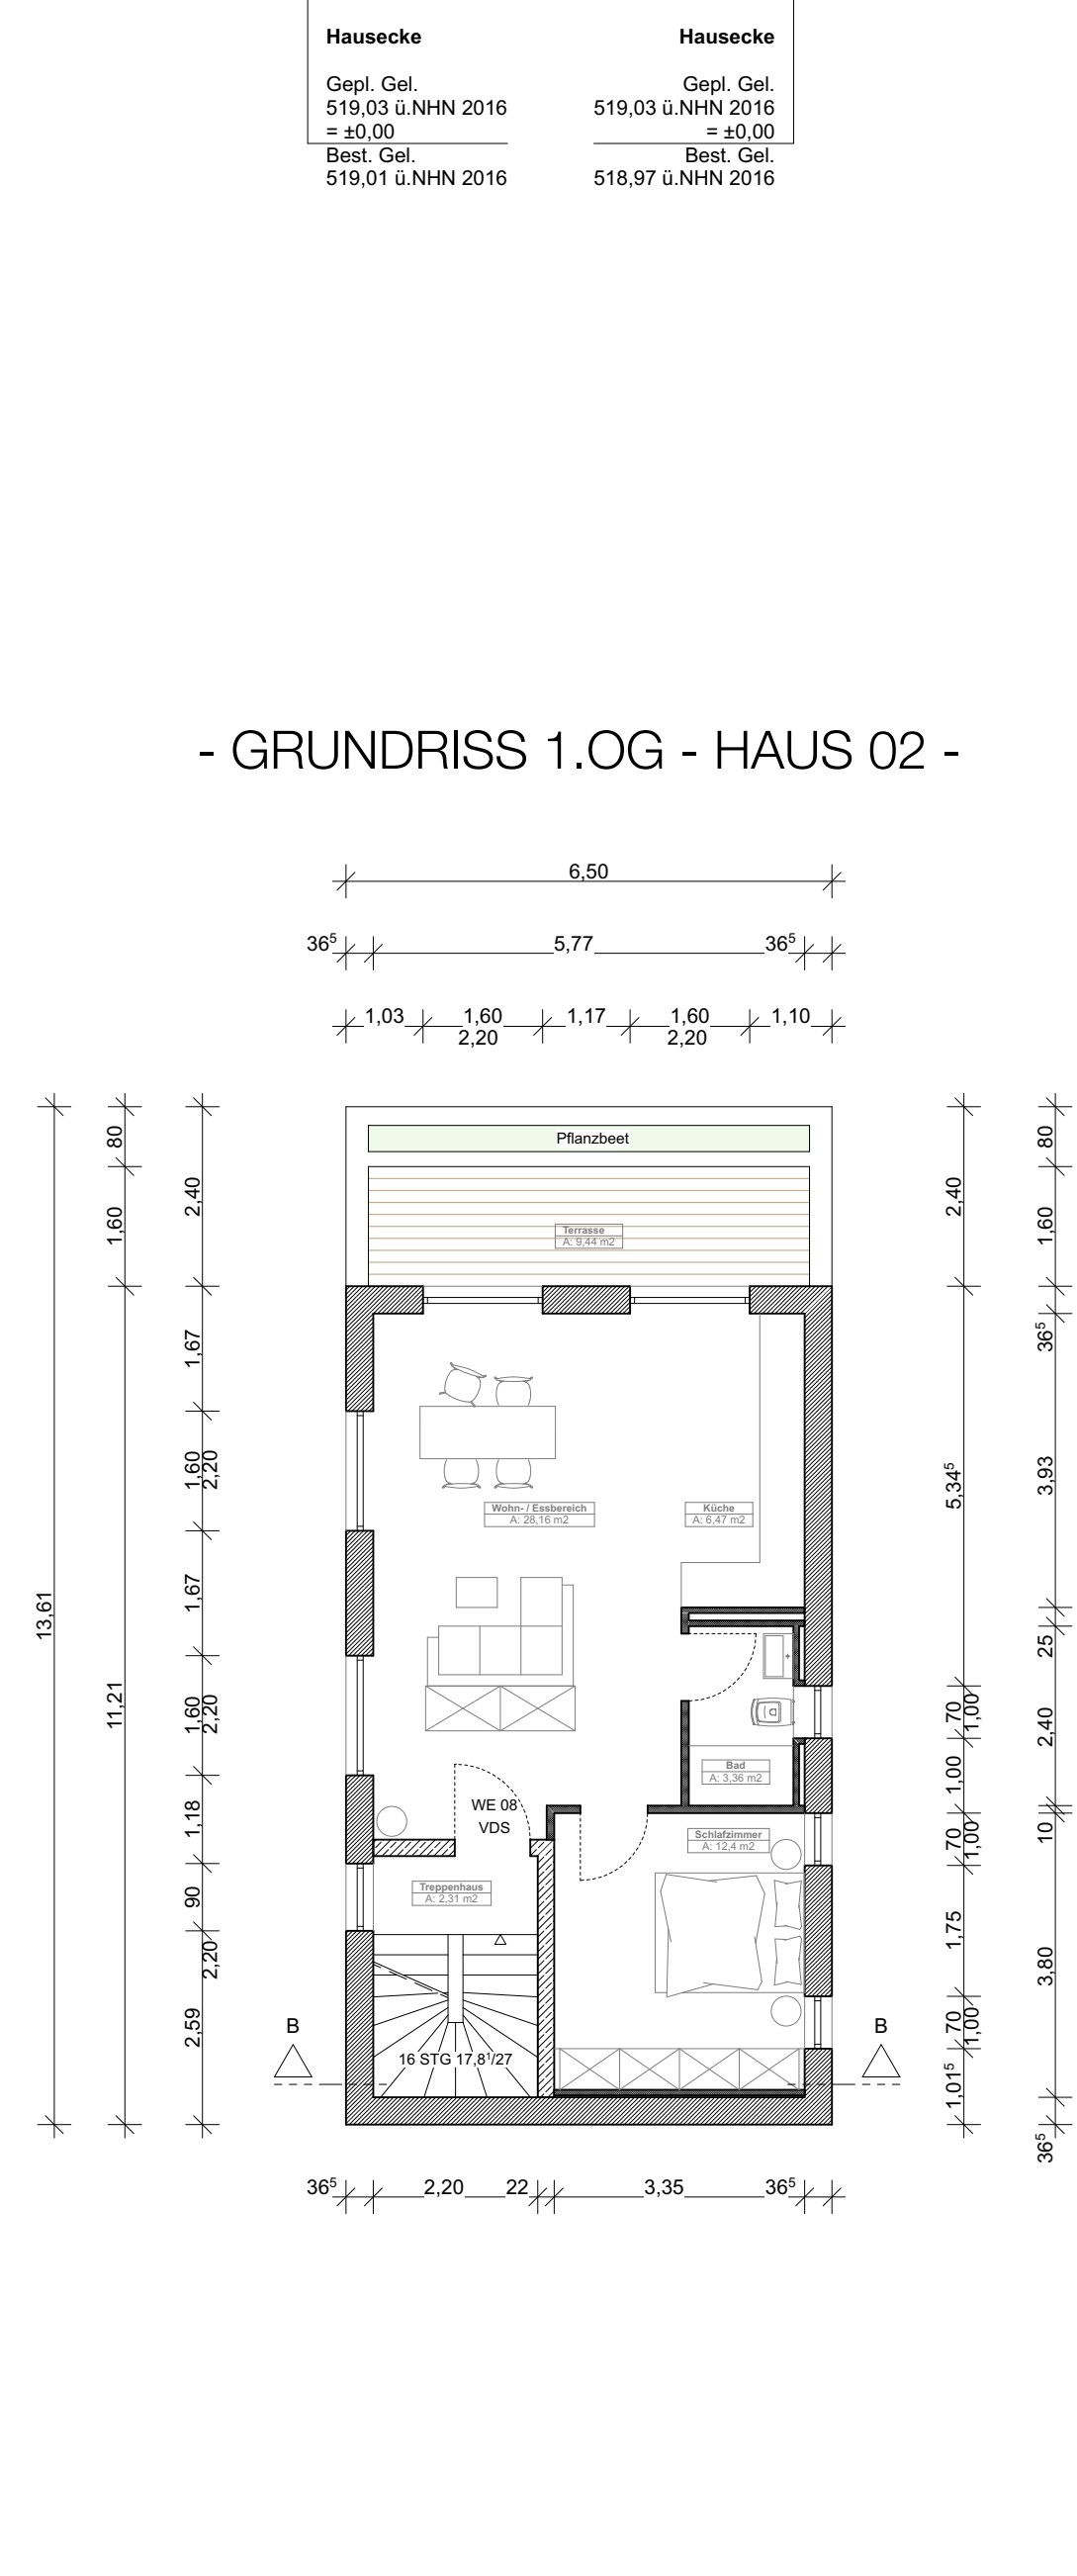 Hausecke
Gepl. Gel.
519,03 ü.NHN 2016
= ±0,00
Best. Gel.
519,01 ü.NHN 2016
Hausecke
Gepl. Gel.
519,03 ü.NHN 2016
= ±0,00
Best. Gel.
518,97 ü.NHN 2016
- GRUNDRISS 1.OG - HAUS 02 -
6,50
36⁵ 5,77 36⁵
1,03 1,60 1,17 1,60 1,10
2,20 2,20
13,61
80
1,60
11,21
2,40
1,67
1,60
2,20
1,67
1,60
2,20
1,18
90
2,20
2,59
Pflanzbeet
Terrasse
A: 9,44 m2
Wohn- / Essbereich
A: 28,16 m2
Küche
A: 6,47 m2
Bad
A: 3,36 m2
WE 08
VDS
Schlafzimmer
A: 12,4 m2
Treppenhaus
A: 2,31 m2
16 STG 17,8¹/27
B
B
2,40
5,34⁵
70
1,00
1,00
70
1,00
1,75
70
1,00
1,01⁵
80
1,60
36⁵
3,93
25
2,40
10
3,80
36⁵
36⁵ 2,20 22 3,35 36⁵